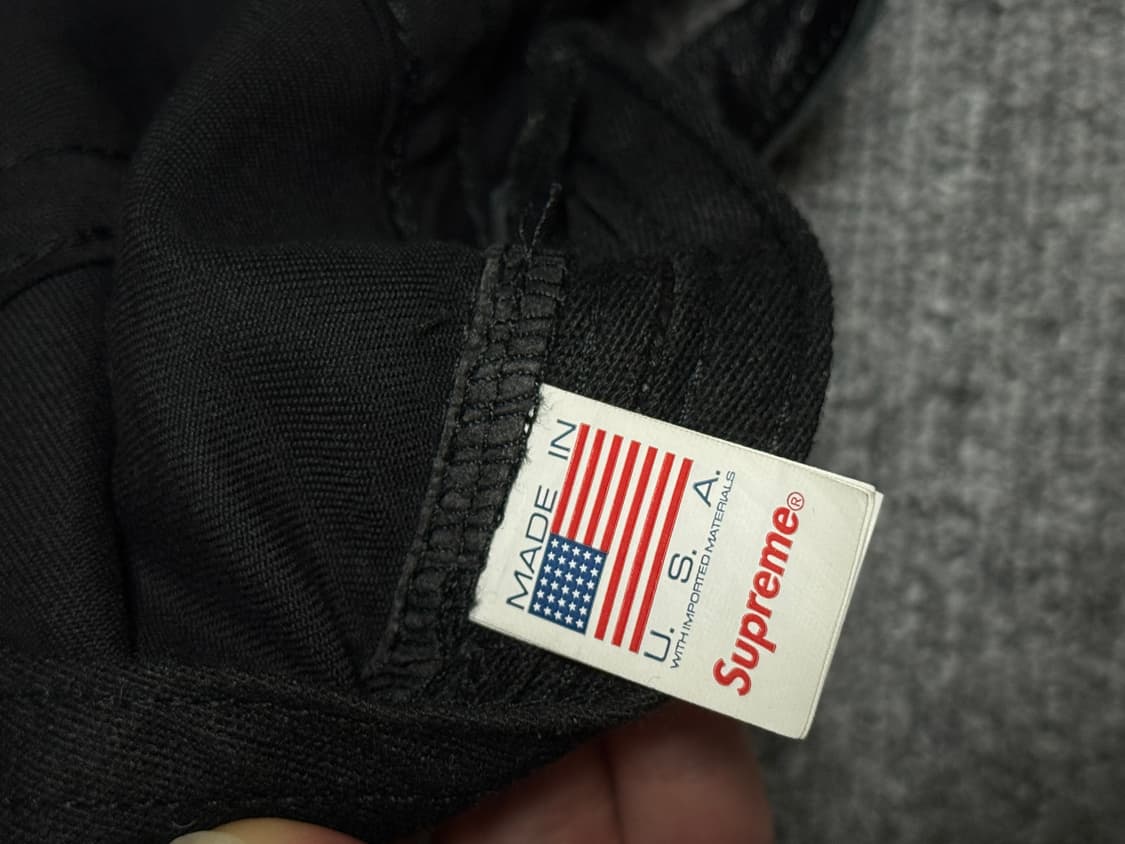 MADE IN
U. S. A.
WITH IMPORTED MATERIALS
Supreme®